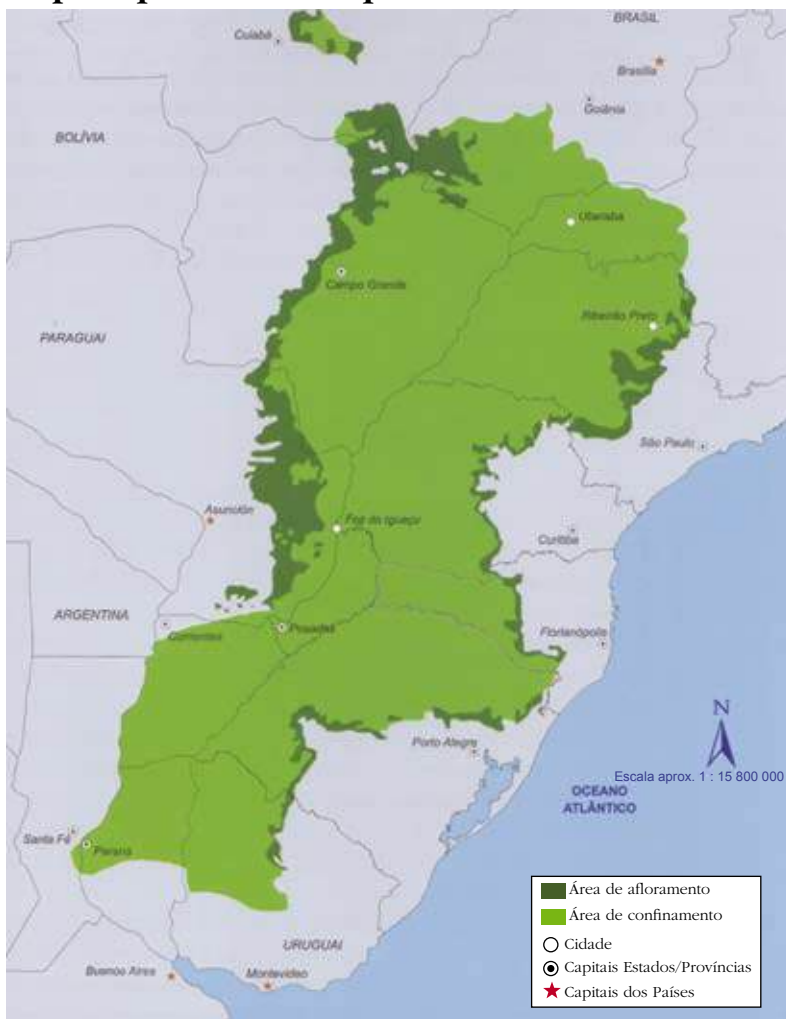 BRASIL
Cuiabá
Brasília
Goiânia
BOLÍVIA
Uberaba
Campo Grande
Ribeirão Preto
PARAGUAI
São Paulo
Asunción
Foz do Iguaçu
Curitiba
ARGENTINA
Corrientes
Posadas
Florianópolis
N
Porto Alegre
Escala aprox. 1 : 15 800 000
OCEANO
ATLÂNTICO
Santa Fé
Paraná
Área de afloramento
Área de confinamento
Cidade
URUGUAI
Capitais Estados/Províncias
Buenos Aires
Montevideo
Capitais dos Países